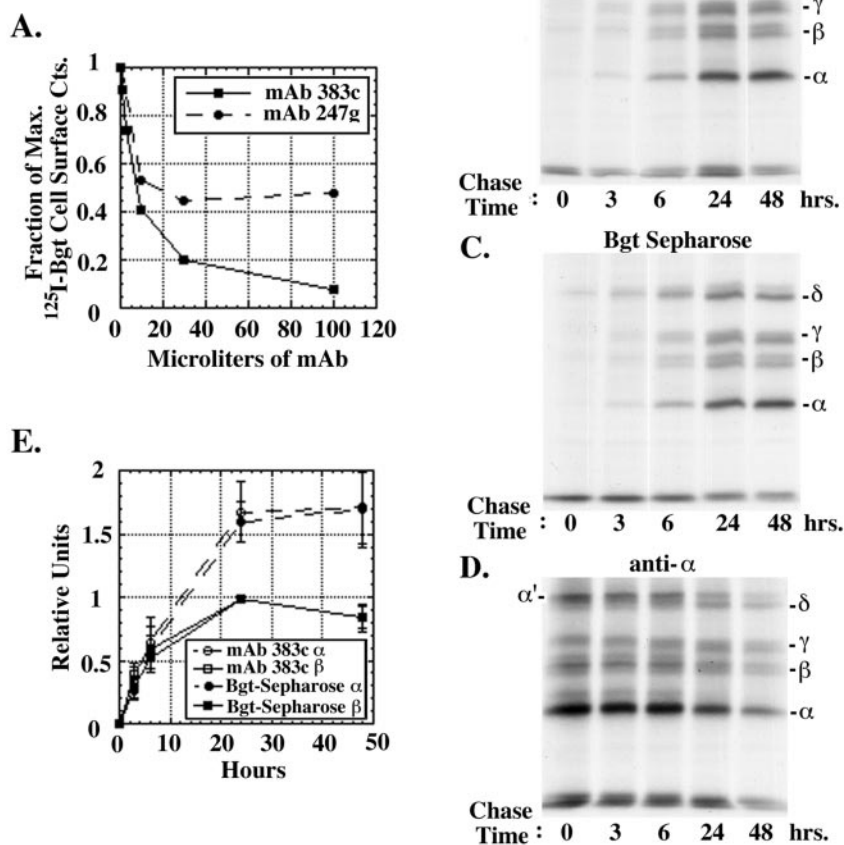 A.
Fraction of Max.
¹²⁵I-Bgt Cell Surface Cts.
1
0.8
0.6
0.4
0.2
0
mAb 383c
mAb 247g
0 20 40 60 80 100 120
Microliters of mAb
-γ
-β
-α
Chase
Time : 0 3 6 24 48 hrs.
C.
Bgt Sepharose
-δ
-γ
-β
-α
Chase
Time : 0 3 6 24 48 hrs.
E.
Relative Units
2
1.5
1
0.5
0
mAb 383c α
mAb 383c β
Bgt-Sepharose α
Bgt-Sepharose β
0 10 20 30 40 50
Hours
D.
anti-α
α'-
-δ
-γ
-β
-α
Chase
Time : 0 3 6 24 48 hrs.